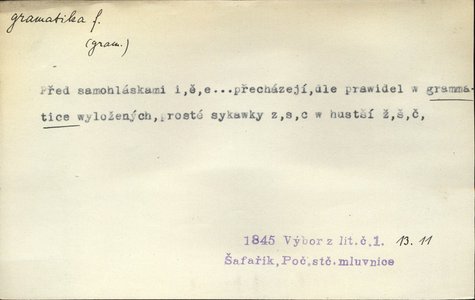 gramatika f.
(gram.)
Před samohláskami i,ě,e...přecházejí,dle prawidel w gramma-
tice wyložených,prosté sykawky z,s,c w hustší ž,š,č,
1845 Výbor z lit.č.1. 13.11
Šafařik,Poč.stč.mluvnice